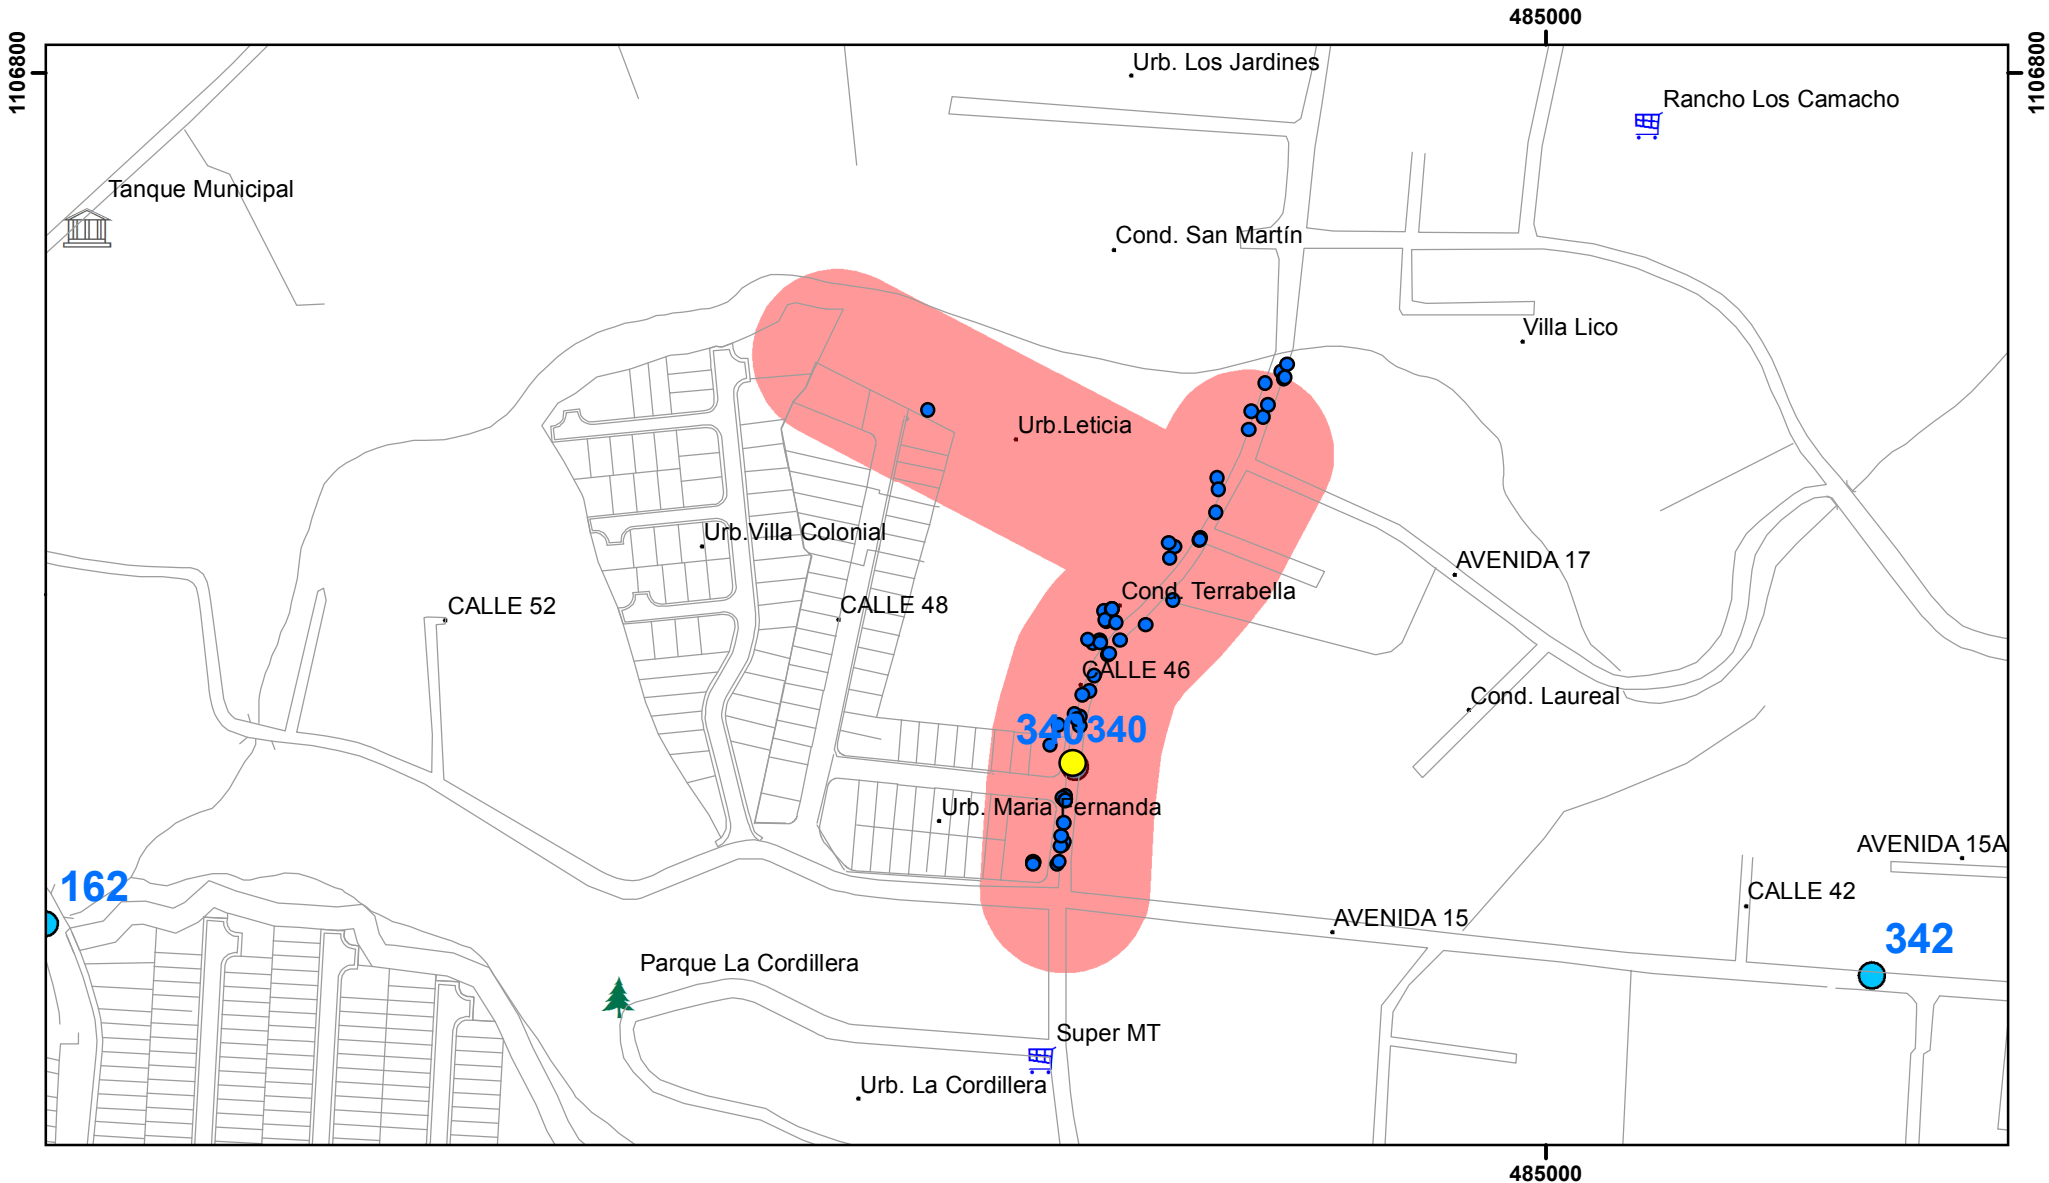 485000
1106800
1106800
Urb. Los Jardines
Rancho Los Camacho
Tanque Municipal
Cond. San Martín
Villa Lico
Urb.Leticia
Urb.Villa Colonial
AVENIDA 17
CALLE 52
CALLE 48
Cond. Terrabella
CALLE 46
Cond. Laureal
340
340
Urb. Maria Fernanda
AVENIDA 15A
162
CALLE 42
AVENIDA 15
342
Parque La Cordillera
Super MT
Urb. La Cordillera
485000